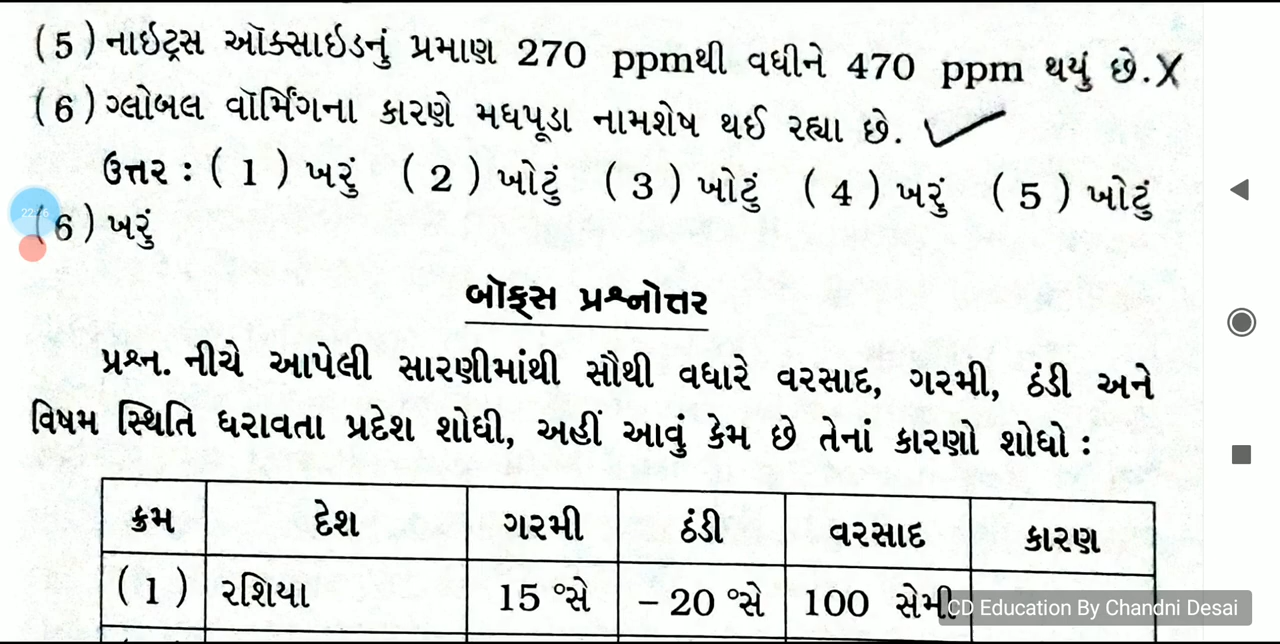 (5) નાઇટ્રસ ઑક્સાઇડનું પ્રમાણ 270 ppmથી વધીને 470 ppm થયું છે. X
(6) ગ્લોબલ વૉર્મિંગના કારણે મધપૂડા નામશેષ થઈ રહ્યા છે. ✓
ઉત્તર : (1) ખરું (2) ખોટું (3) ખોટું (4) ખરું (5) ખોટું
(6) ખરું
બૉક્સ પ્રશ્નોત્તર
પ્રશ્ન. નીચે આપેલી સારણીમાંથી સૌથી વધારે વરસાદ, ગરમી, ઠંડી અને
વિષમ સ્થિતિ ધરાવતા પ્રદેશ શોધી, અહીં આવું કેમ છે તેનાં કારણો શોધો :
ક્રમ દેશ ગરમી ઠંડી વરસાદ કારણ
(1) રશિયા 15 °સે – 20 °સે 100 સેમી
CD Education By Chandni Desai